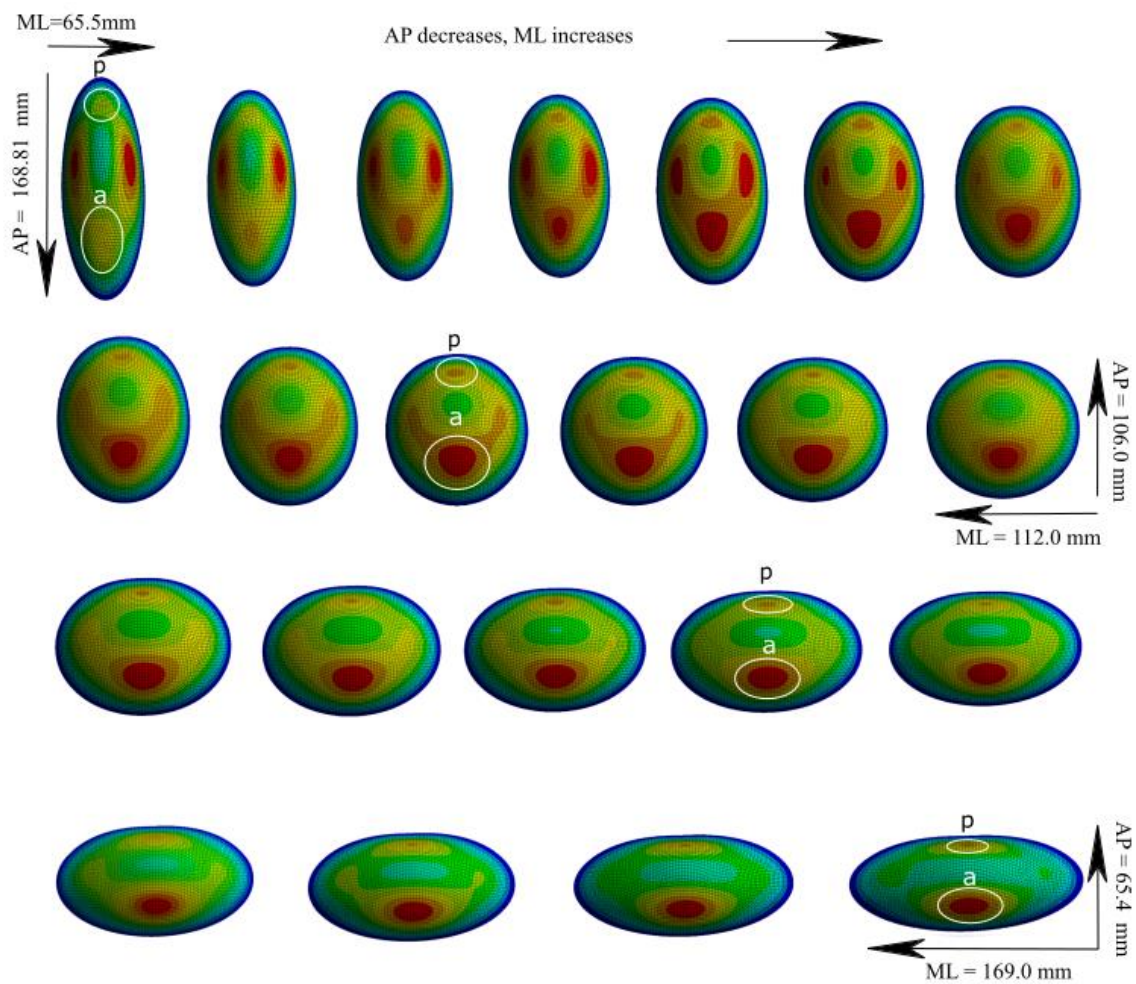 ML=65.5mm
AP decreases, ML increases
p
AP = 168.81 mm
a
p
a
AP = 106.0 mm
ML = 112.0 mm
p
a
p
a
AP = 65.4 mm
ML = 169.0 mm